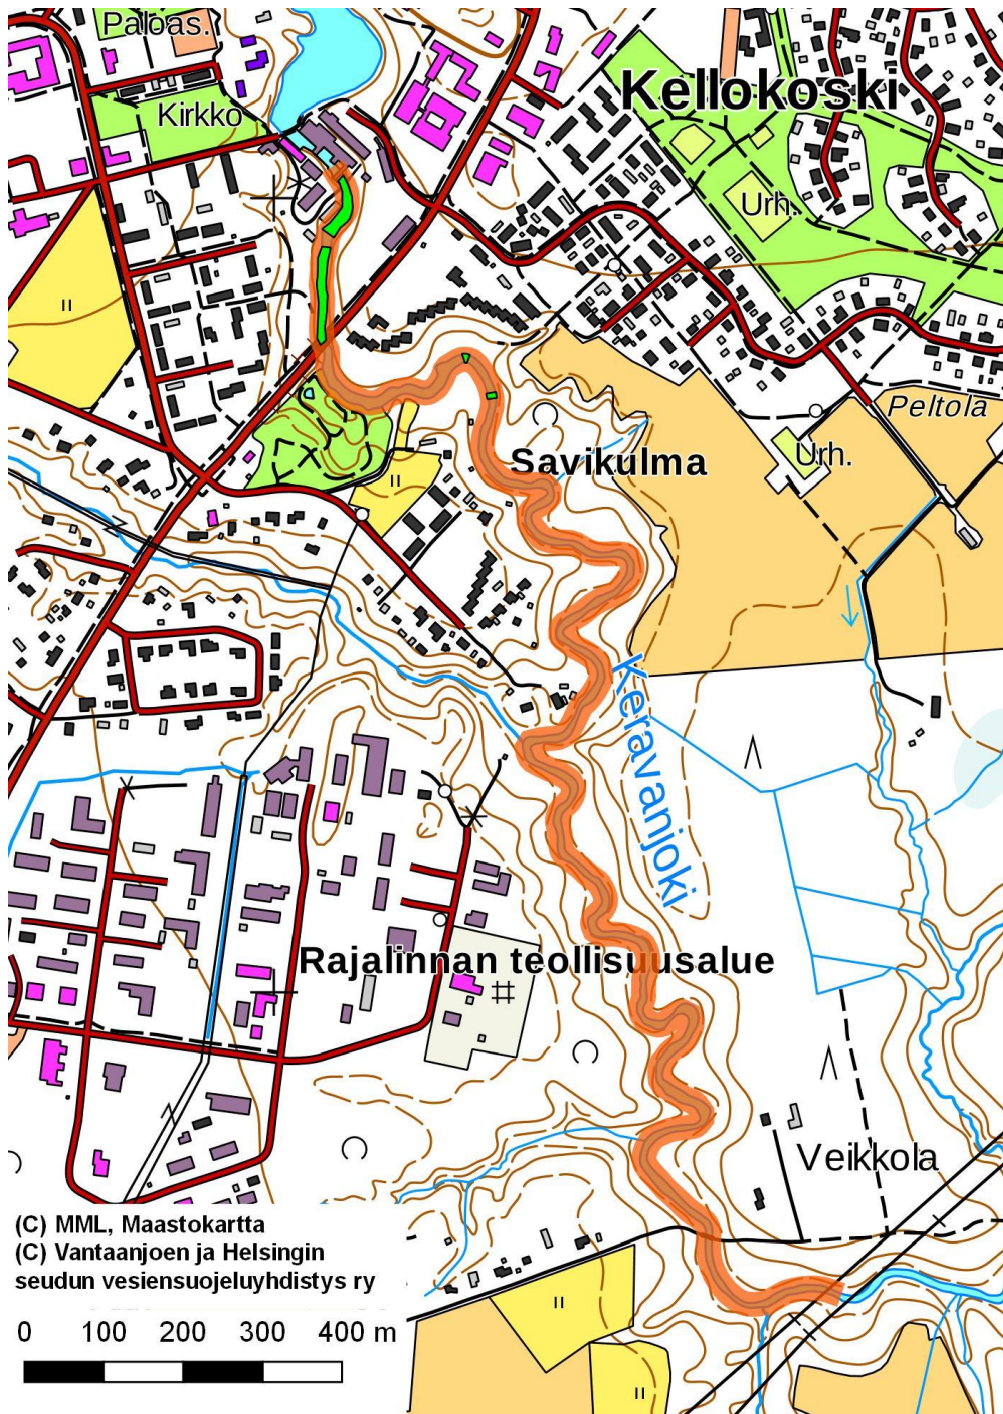 Paloas.
Kirkko
Kellokoski
Urh.
Peltola
Savikulma
Urh.
Keravanjoki
Rajalinnan teollisuusalue
Veikkola
(C) MML, Maastokartta
(C) Vantaanjoen ja Helsingin
seudun vesiensuojeluyhdistys ry
0 100 200 300 400 m